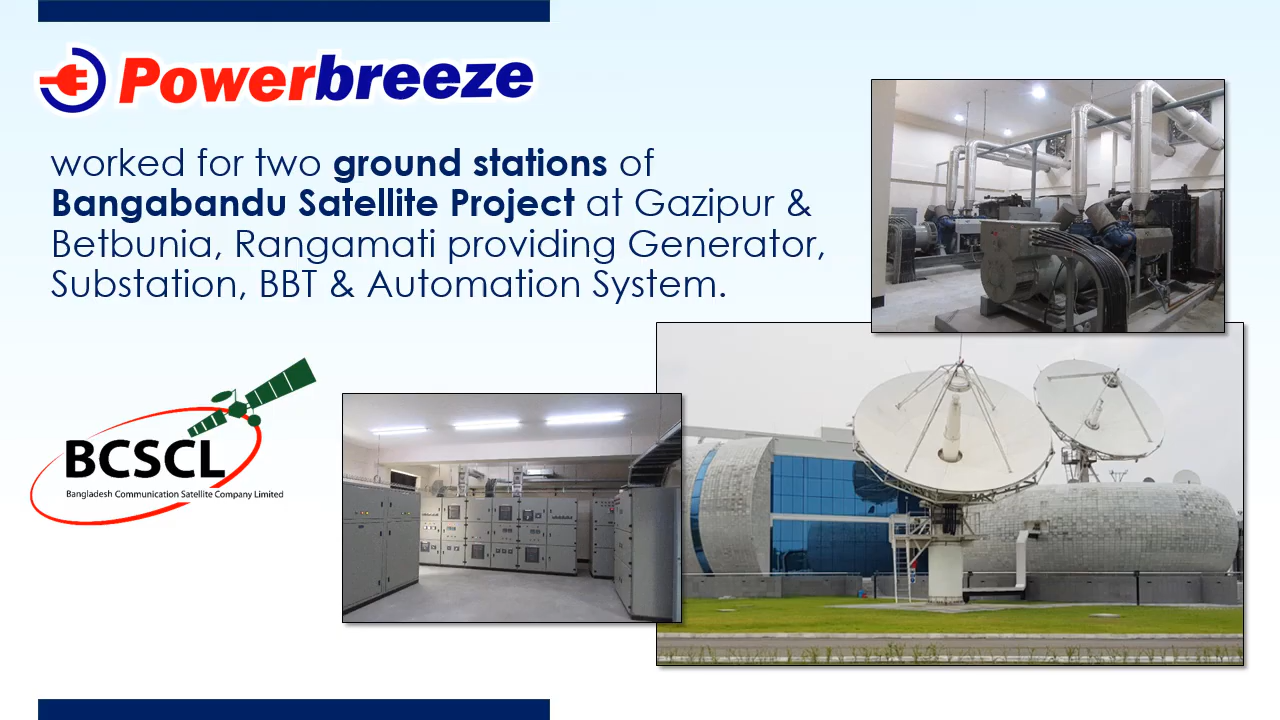 Powerbreeze
worked for two ground stations of
Bangabandu Satellite Project at Gazipur &
Betbunia, Rangamati providing Generator,
Substation, BBT & Automation System.
BCSCL
Bangladesh Communication Satellite Company Limited